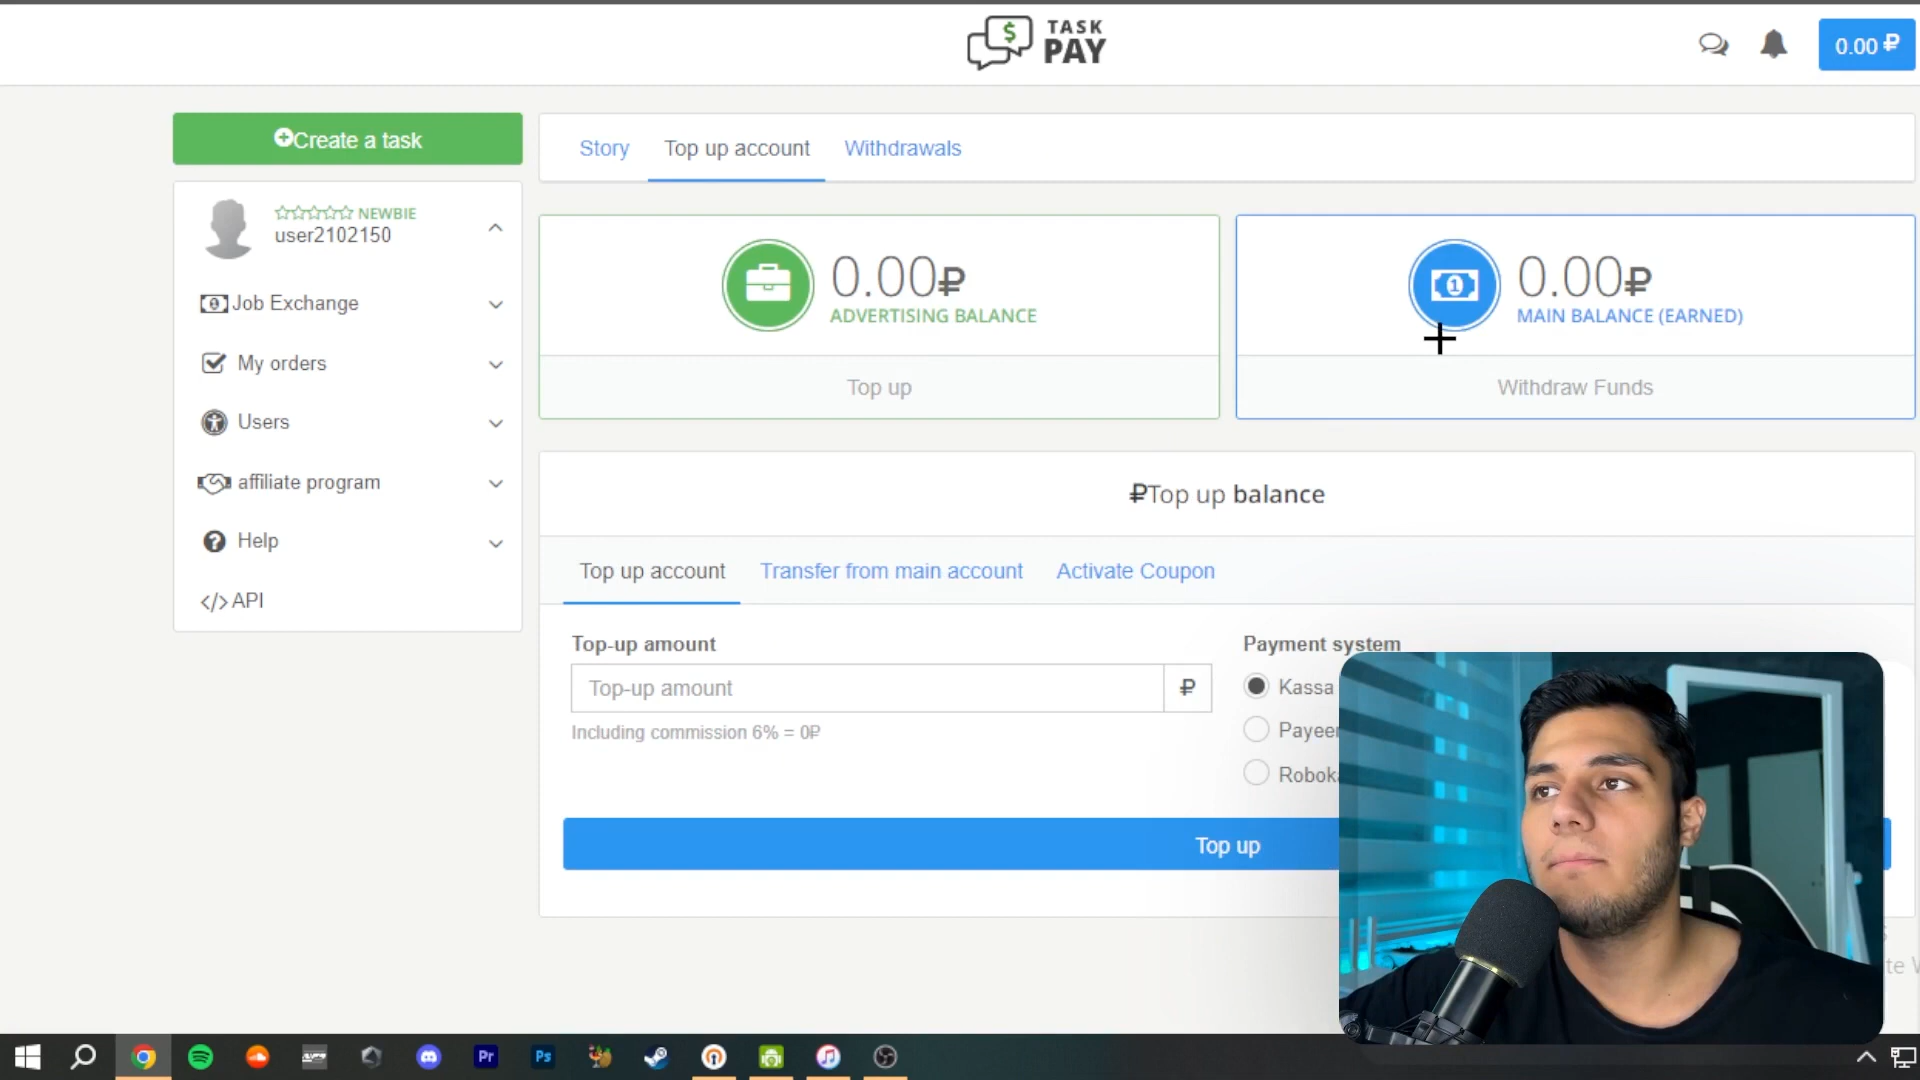 TASK
PAY
0.00 ₽
Create a task
Story
Top up account
Withdrawals
NEWBIE
user2102150
0.00₽
ADVERTISING BALANCE
0.00₽
MAIN BALANCE (EARNED)
Job Exchange
My orders
Top up
Withdraw Funds
Users
affiliate program
₽Top up balance
Help
Top up account
Transfer from main account
Activate Coupon
API
Top-up amount
Payment system
Top-up amount
₽
Kassa
Including commission 6% = 0₽
Payeer
Top up
Pr
Ps